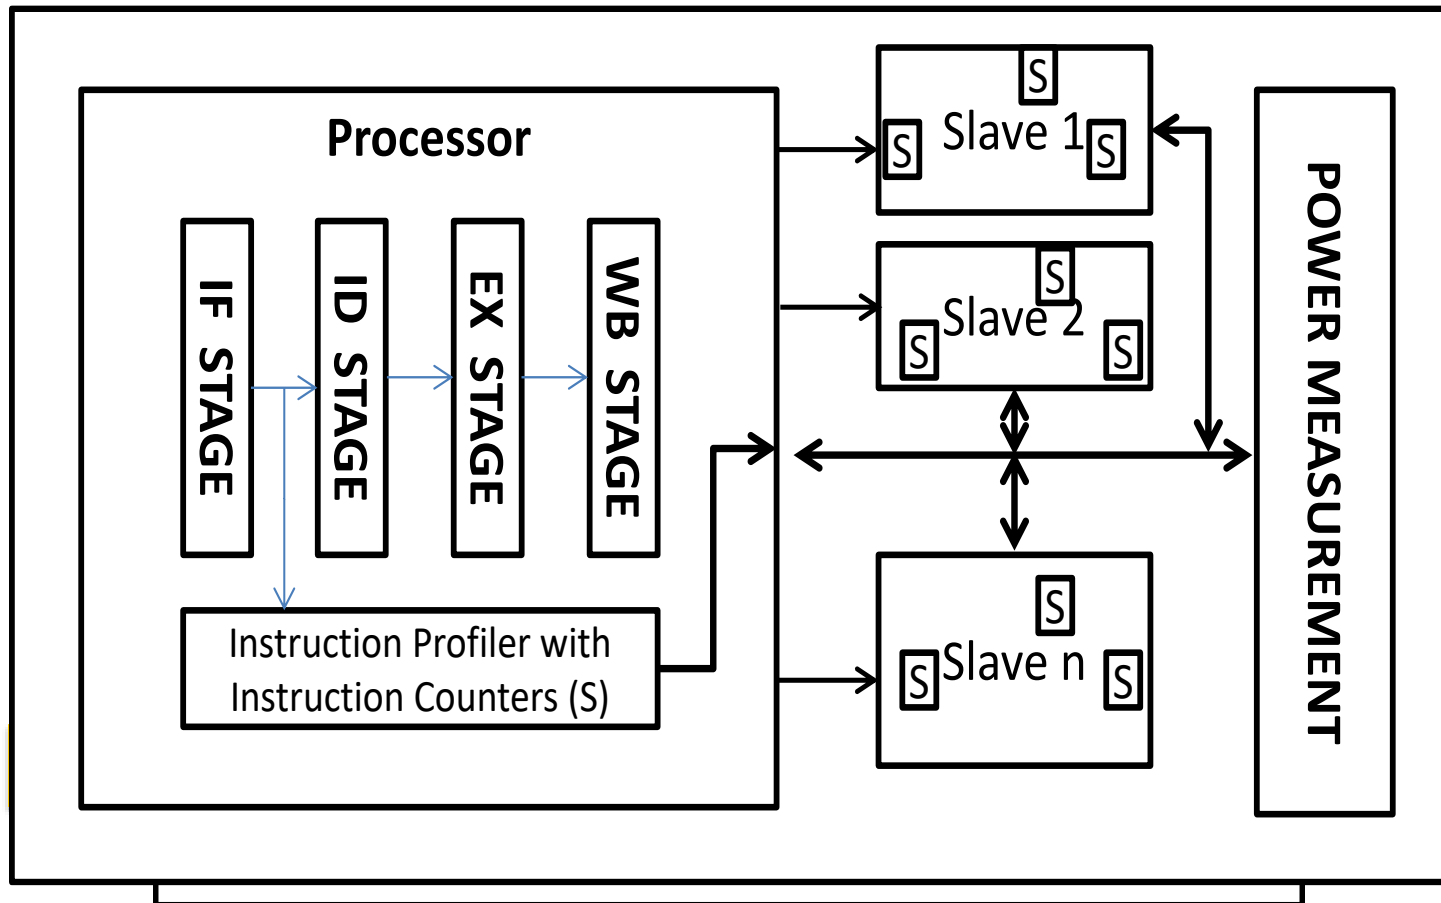 Processor
IF STAGE
ID STAGE
EX STAGE
WB STAGE
Instruction Profiler with
Instruction Counters (S)
S
S
Slave 1
S
S
Slave 2
S
S
S
Slave n
S
S
POWER MEASUREMENT